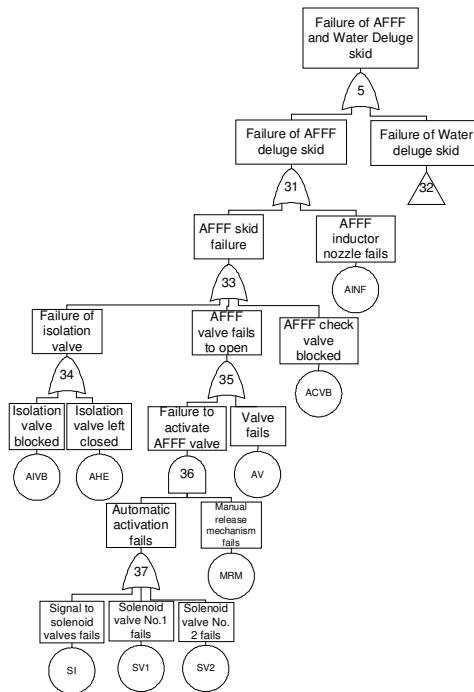 Failure of AFFF
and Water Deluge
skid
5
Failure of AFFF
deluge skid
Failure of Water
deluge skid
31
32
AFFF skid
failure
AFFF
inductor
nozzle fails
33
AINF
Failure of
isolation
valve
AFFF
valve fails
to open
AFFF check
valve blocked
34
35
ACVB
Isolation
valve blocked
Isolation
valve left
closed
Failure to
activate AFFF valve
Valve
fails
AIVB
AHE
36
AV
Automatic
activation
fails
Manual
release
mechanism
fails
37
MRM
Signal to
solenoid
valves fails
Solenoid
valve No.1
fails
Solenoid
valve No.
2 fails
SI
SV1
SV2